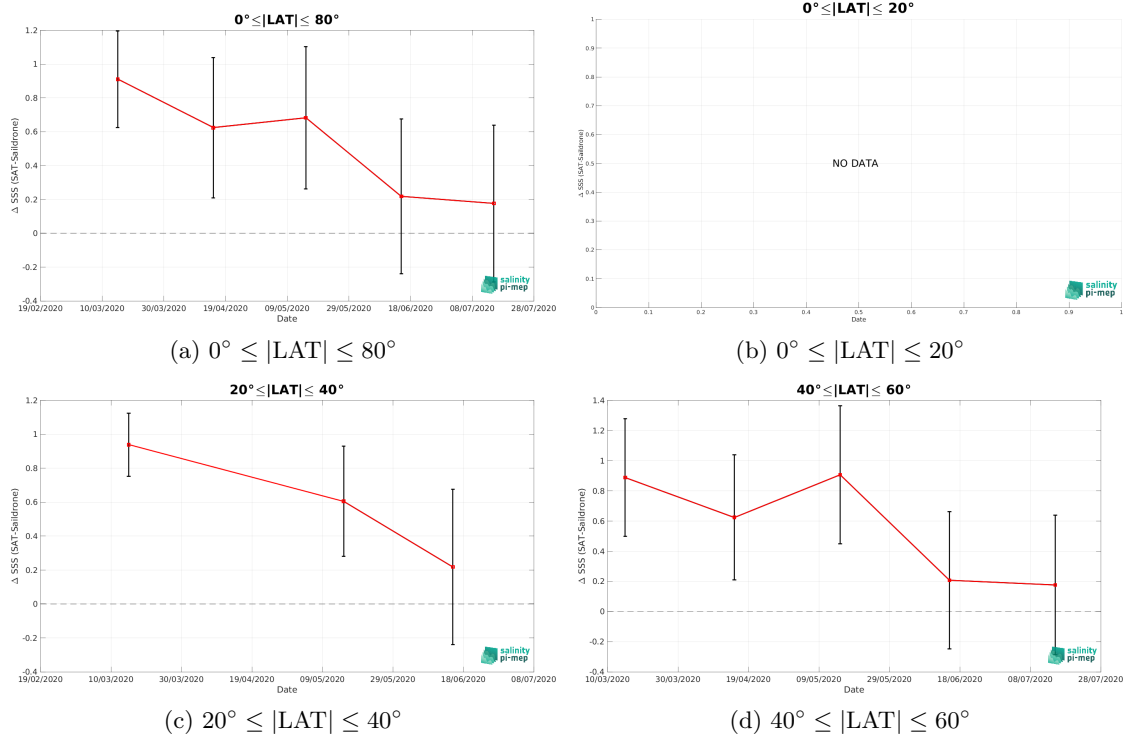 0°≤|LAT|≤ 80°
1.2
1
0.8
0.6
0.4
0.2
0
-0.2
-0.4
Δ SSS (SAT-Saildrone)
19/02/2020 10/03/2020 30/03/2020 19/04/2020 09/05/2020 29/05/2020 18/06/2020 08/07/2020 28/07/2020
Date
salinity
pi-mep
(a) 0° ≤ |LAT| ≤ 80°
0°≤|LAT|≤ 20°
1
0.9
0.8
0.7
0.6
0.5
0.4
0.3
0.2
0.1
0
Δ SSS (SAT-Saildrone)
NO DATA
0 0.1 0.2 0.3 0.4 0.5 0.6 0.7 0.8 0.9 1
Date
salinity
pi-mep
(b) 0° ≤ |LAT| ≤ 20°
20°≤|LAT|≤ 40°
1.2
1
0.8
0.6
0.4
0.2
0
-0.2
-0.4
Δ SSS (SAT-Saildrone)
19/02/2020 10/03/2020 30/03/2020 19/04/2020 09/05/2020 29/05/2020 18/06/2020 08/07/2020
Date
salinity
pi-mep
(c) 20° ≤ |LAT| ≤ 40°
40°≤|LAT|≤ 60°
1.4
1.2
1
0.8
0.6
0.4
0.2
0
-0.2
-0.4
Δ SSS (SAT-Saildrone)
10/03/2020 30/03/2020 19/04/2020 09/05/2020 29/05/2020 18/06/2020 08/07/2020 28/07/2020
Date
salinity
pi-mep
(d) 40° ≤ |LAT| ≤ 60°